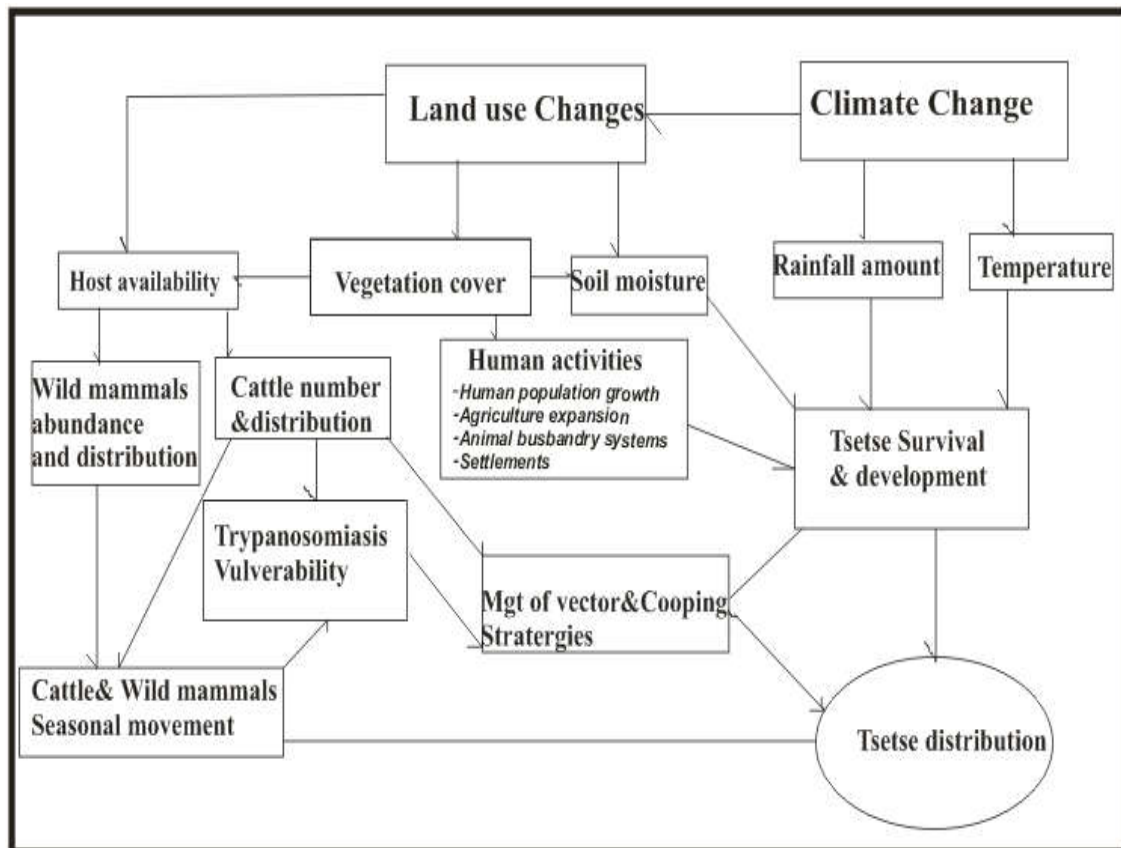 Land use Changes
Climate Change
Host availability
Vegetation cover
Soil moisture
Rainfall amount
Temperature
Wild mammals
abundance
and distribution
Cattle number
&distribution
Human activities
-Human population growth
-Agriculture expansion
-Animal busbandry systems
-Settlements
Tsetse Survival
& development
Trypanosomiasis
Vulverability
Mgt of vector&Cooping
Stratergies
Cattle& Wild mammals
Seasonal movement
Tsetse distribution